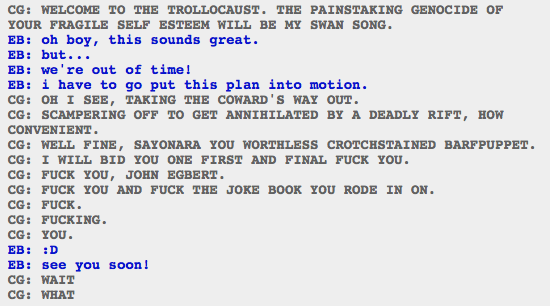 CG: WELCOME TO THE TROLLOCAUST. THE PAINSTAKING GENOCIDE OF
YOUR FRAGILE SELF ESTEEM WILL BE MY SWAN SONG.
EB: oh boy, this sounds great.
EB: but...
EB: we're out of time!
EB: i have to go put this plan into motion.
CG: OH I SEE, TAKING THE COWARD'S WAY OUT.
CG: SCAMPERING OFF TO GET ANNIHILATED BY A DEADLY RIFT, HOW
CONVENIENT.
CG: WELL FINE, SAYONARA YOU WORTHLESS CROTCHSTAINED BARFPUPPET.
CG: I WILL BID YOU ONE FIRST AND FINAL FUCK YOU.
CG: FUCK YOU, JOHN EGBERT.
CG: FUCK YOU AND FUCK THE JOKE BOOK YOU RODE IN ON.
CG: FUCK.
CG: FUCKING.
CG: YOU.
EB: :D
EB: see you soon!
CG: WAIT
CG: WHAT